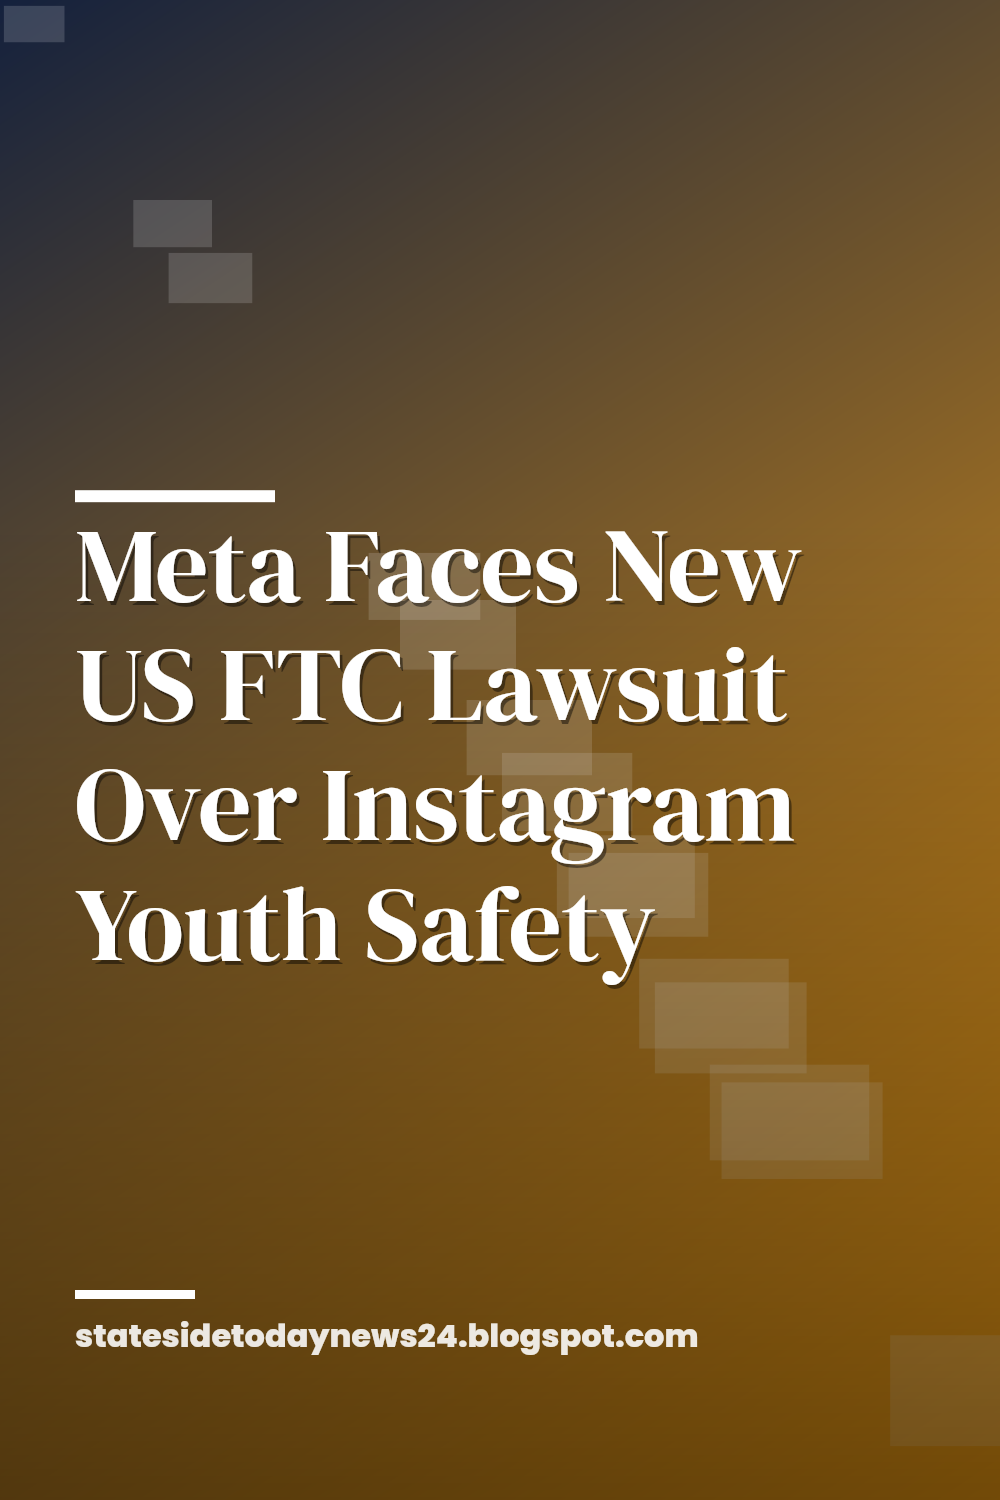 Meta Faces New
US FTC Lawsuit
Over Instagram
Youth Safety
statesidetodaynews24.blogspot.com